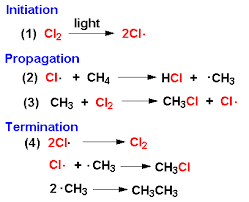 Initiation
(1) Cl₂ light → 2Cl·
Propagation
(2) Cl· + CH₄ → HCl + ·CH₃
(3) CH₃ + Cl₂ → CH₃Cl + Cl·
Termination
(4) 2Cl· → Cl₂
Cl· + ·CH₃ → CH₃Cl
2·CH₃ → CH₃CH₃